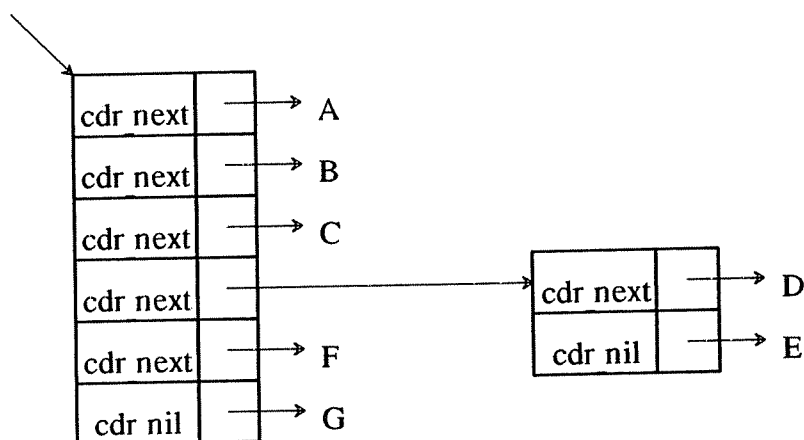 cdr next A
cdr next B
cdr next C
cdr next
cdr next F
cdr nil G
cdr next D
cdr nil E